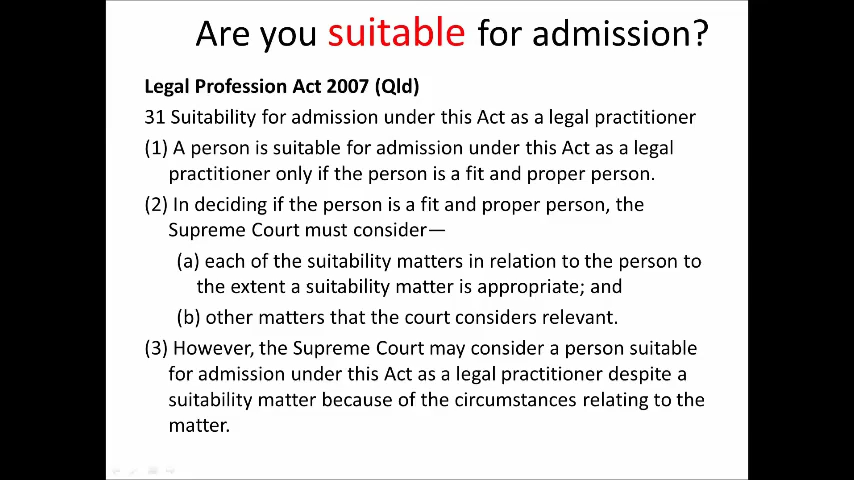 Are you suitable for admission?
Legal Profession Act 2007 (Qld)
31 Suitability for admission under this Act as a legal practitioner
(1) A person is suitable for admission under this Act as a legal
practitioner only if the person is a fit and proper person.
(2) In deciding if the person is a fit and proper person, the
Supreme Court must consider—
(a) each of the suitability matters in relation to the person to
the extent a suitability matter is appropriate; and
(b) other matters that the court considers relevant.
(3) However, the Supreme Court may consider a person suitable
for admission under this Act as a legal practitioner despite a
suitability matter because of the circumstances relating to the
matter.